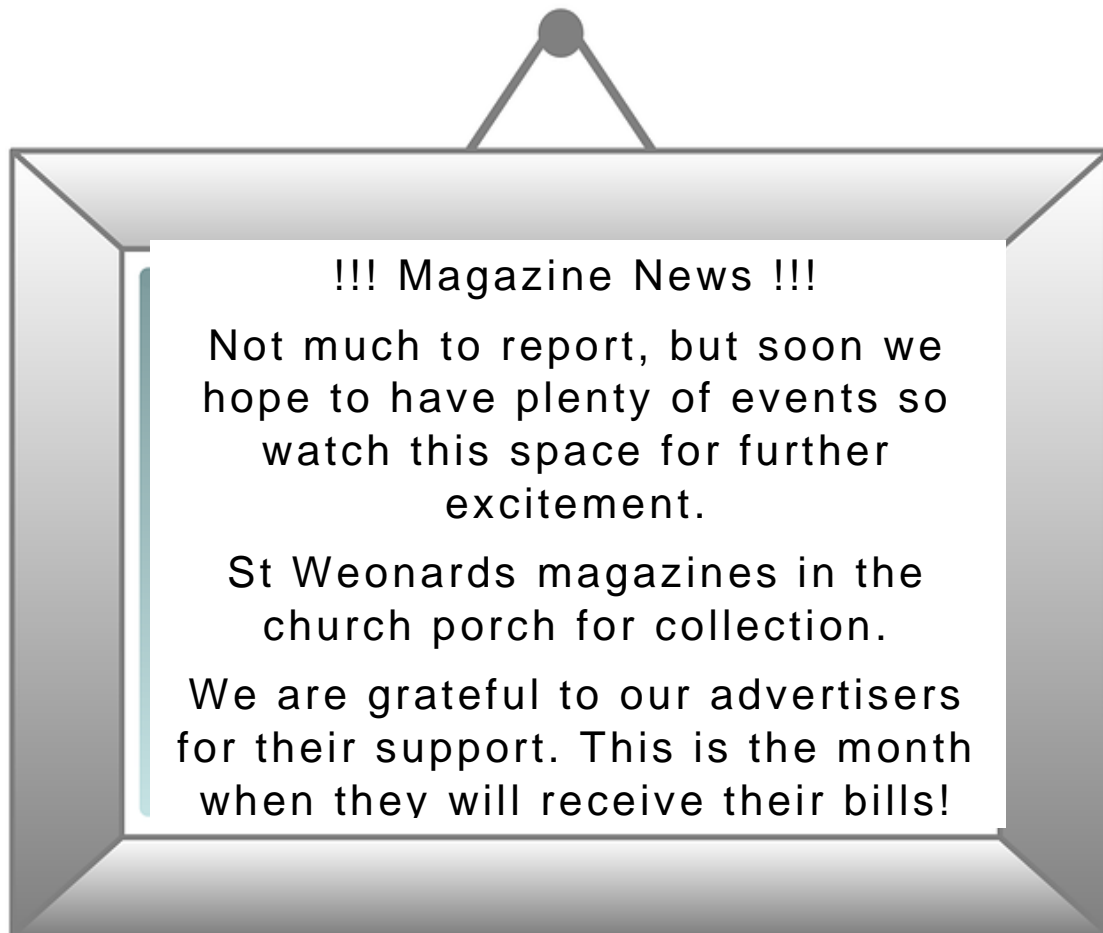 !!! Magazine News !!!
Not much to report, but soon we
hope to have plenty of events so
watch this space for further
excitement.
St Weonards magazines in the
church porch for collection.
We are grateful to our advertisers
for their support. This is the month
when they will receive their bills!